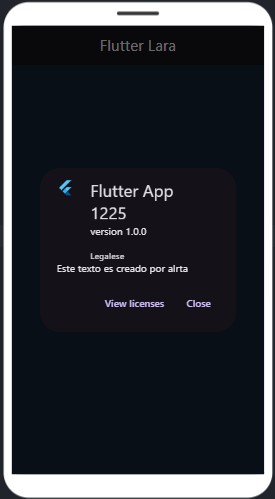 Flutter Lara
Flutter App
1225
version 1.0.0
Legalese
Este texto es creado por alrta
View licenses
Close